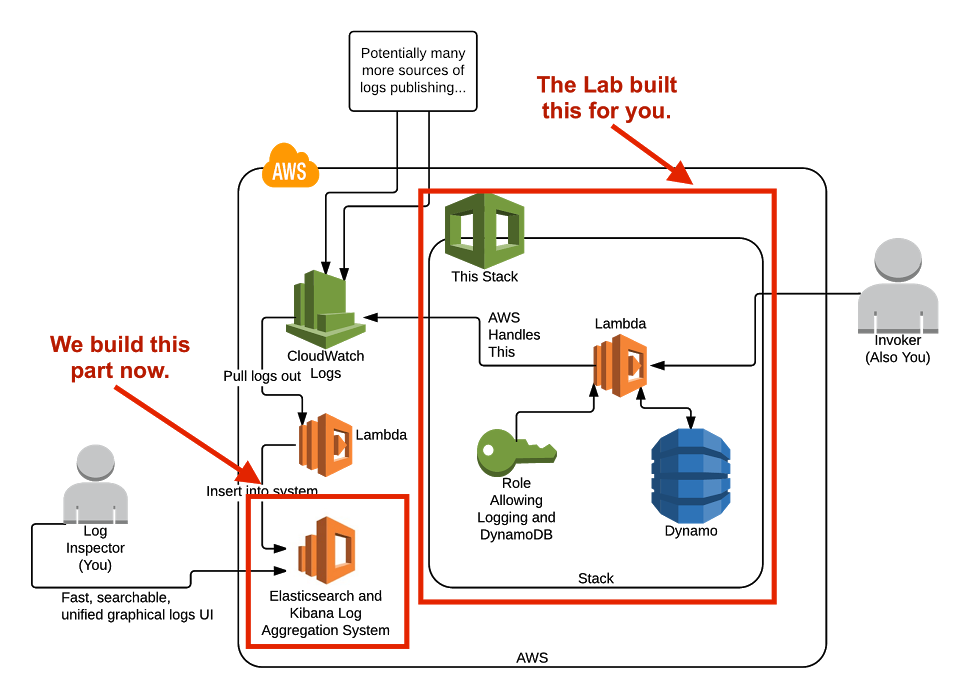 Potentially many
more sources of
logs publishing...
The Lab built
this for you.
AWS
This Stack
AWS
Handles
This
Lambda
Invoker
(Also You)
CloudWatch
Logs
We build this
part now.
Pull logs out
Lambda
Insert into system
Role
Allowing
Logging and
DynamoDB
Dynamo
Log
Inspector
(You)
Stack
Elasticsearch and
Kibana Log
Aggregation System
Fast, searchable,
unified graphical logs UI
AWS